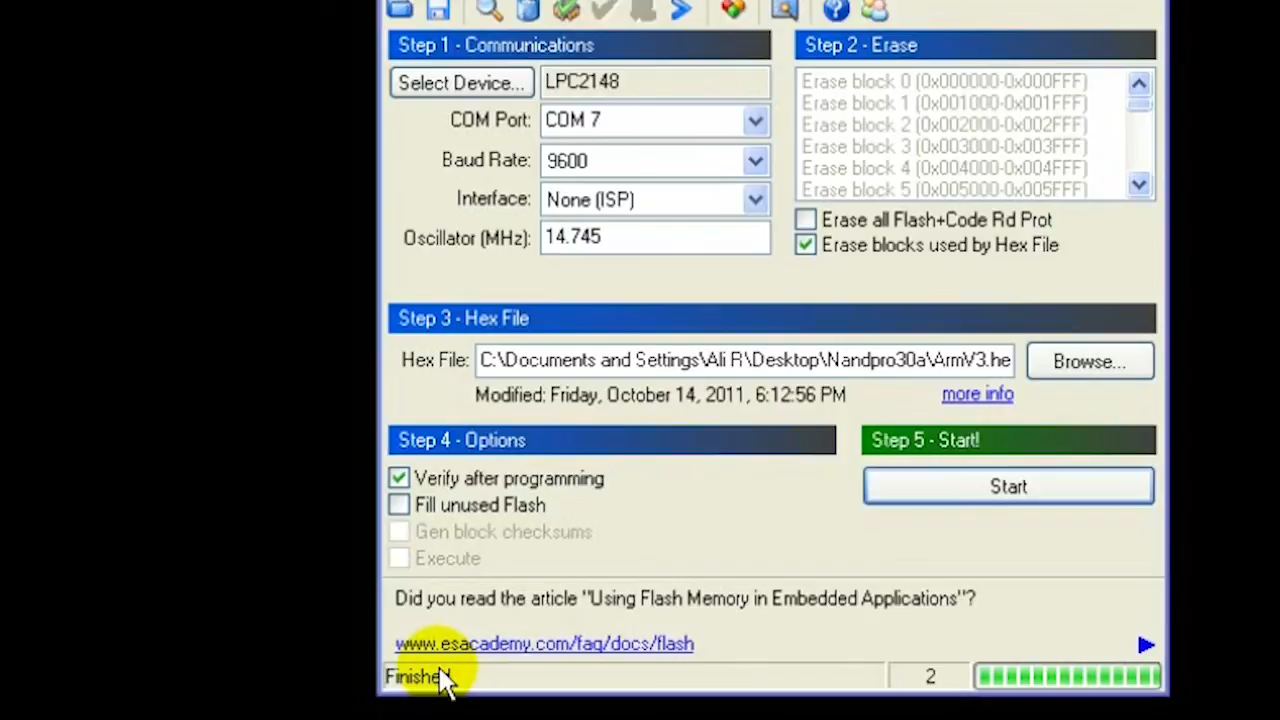 Step 1 - Communications
Select Device... LPC2148
COM Port: COM 7
Baud Rate: 9600
Interface: None (ISP)
Oscillator (MHz): 14.745
Step 2 - Erase
Erase block 0 (0x000000-0x000FFF)
Erase block 1 (0x001000-0x001FFF)
Erase block 2 (0x002000-0x002FFF)
Erase block 3 (0x003000-0x003FFF)
Erase block 4 (0x004000-0x004FFF)
Erase block 5 (0x005000-0x005FFF)
Erase all Flash+Code Rd Prot
Erase blocks used by Hex File
Step 3 - Hex File
Hex File: C:\Documents and Settings\Ali R\Desktop\Nandpro30a\ArmV3.he Browse...
Modified: Friday, October 14, 2011, 6:12:56 PM more info
Step 4 - Options
Verify after programming
Fill unused Flash
Gen block checksums
Execute
Step 5 - Start!
Start
Did you read the article "Using Flash Memory in Embedded Applications"?
www.esacademy.com/faq/docs/flash
Finished 2